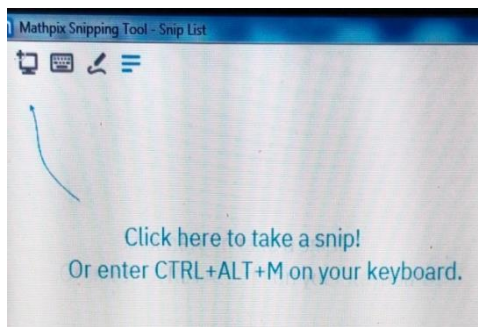 Mathpix Snipping Tool - Snip List
Click here to take a snip!
Or enter CTRL+ALT+M on your keyboard.